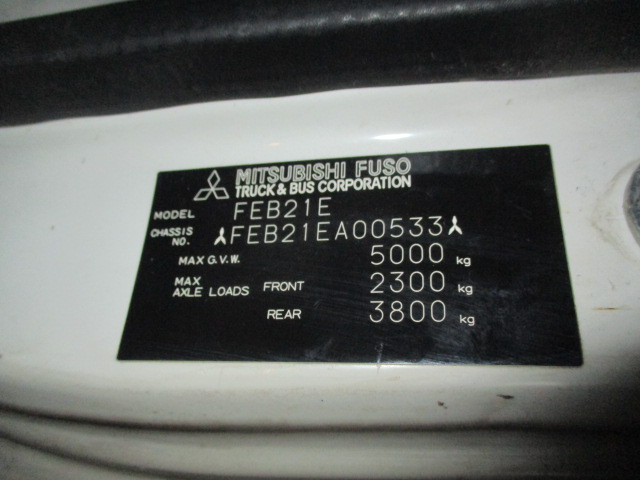 MITSUBISHI FUSO
TRUCK & BUS CORPORATION
MODEL FEB21E
CHASSIS NO. FEB21EA00533
MAX G.V.W. 5000 kg
MAX AXLE LOADS FRONT 2300 kg
REAR 3800 kg